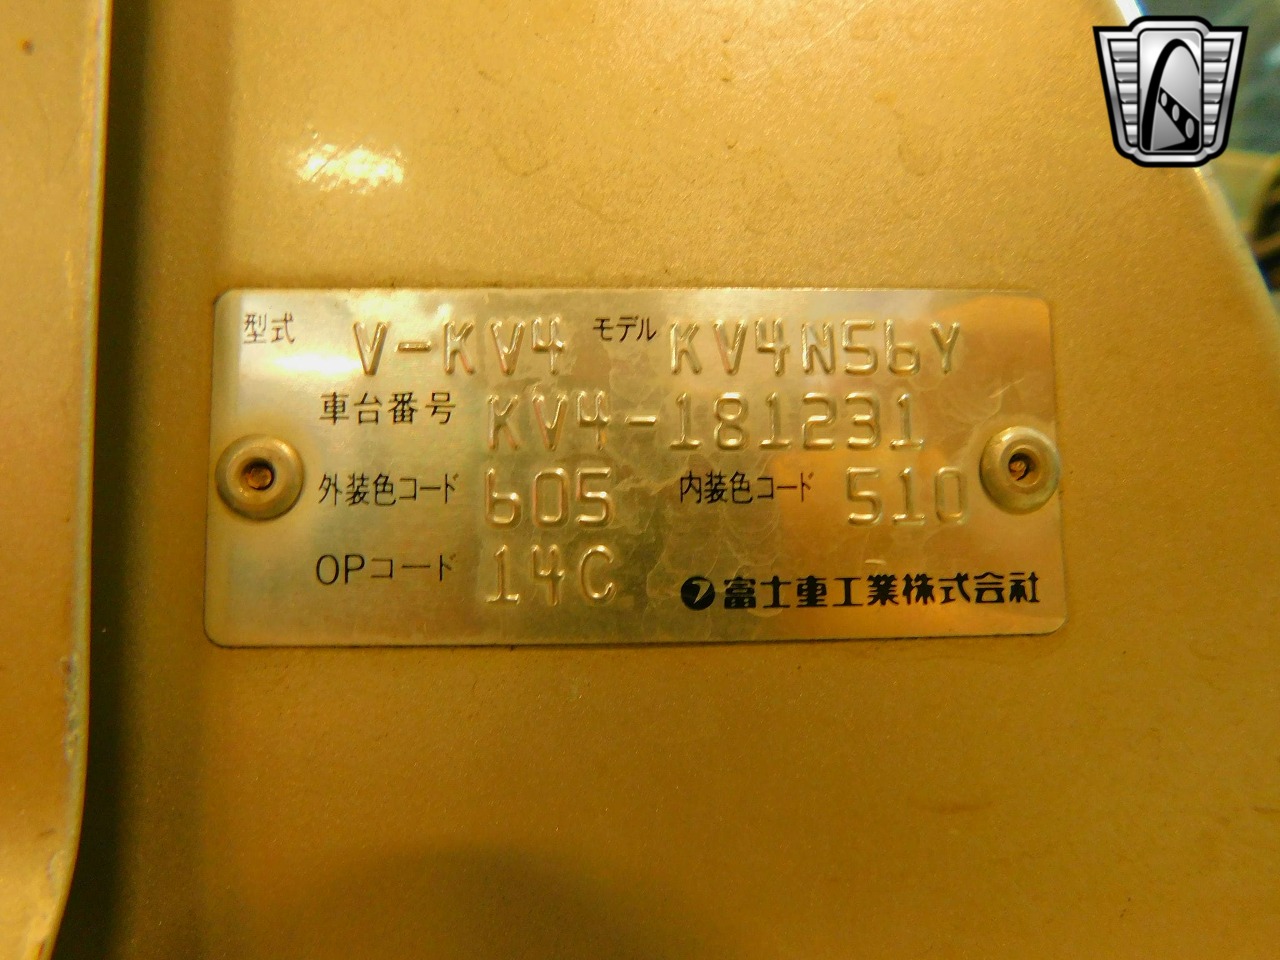 型式 V-KV4 モデル KV4N56Y
車台番号 KV4-181231
外装色コード 605 内装色コード 510
OPコード 14C 富士重工業株式会社